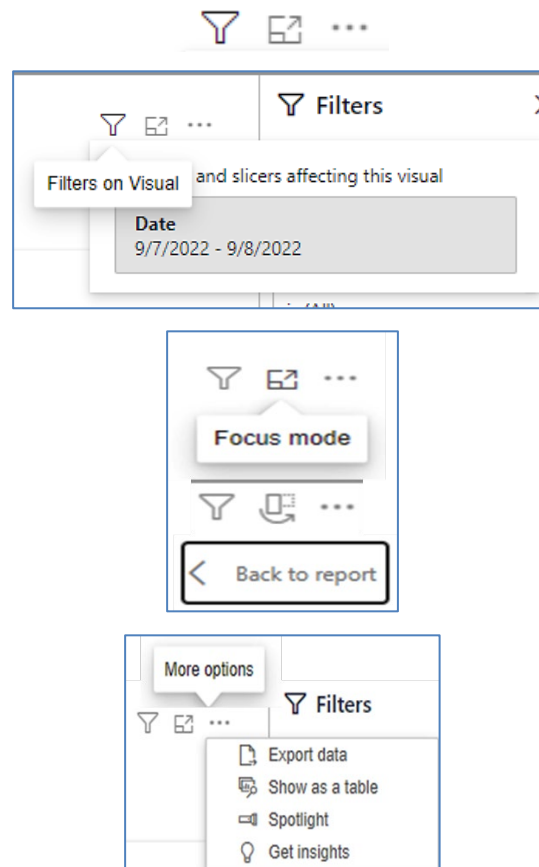 Filters
Filters on Visual
and slicers affecting this visual
Date
9/7/2022 - 9/8/2022
Focus mode
Back to report
More options
Filters
Export data
Show as a table
Spotlight
Get insights